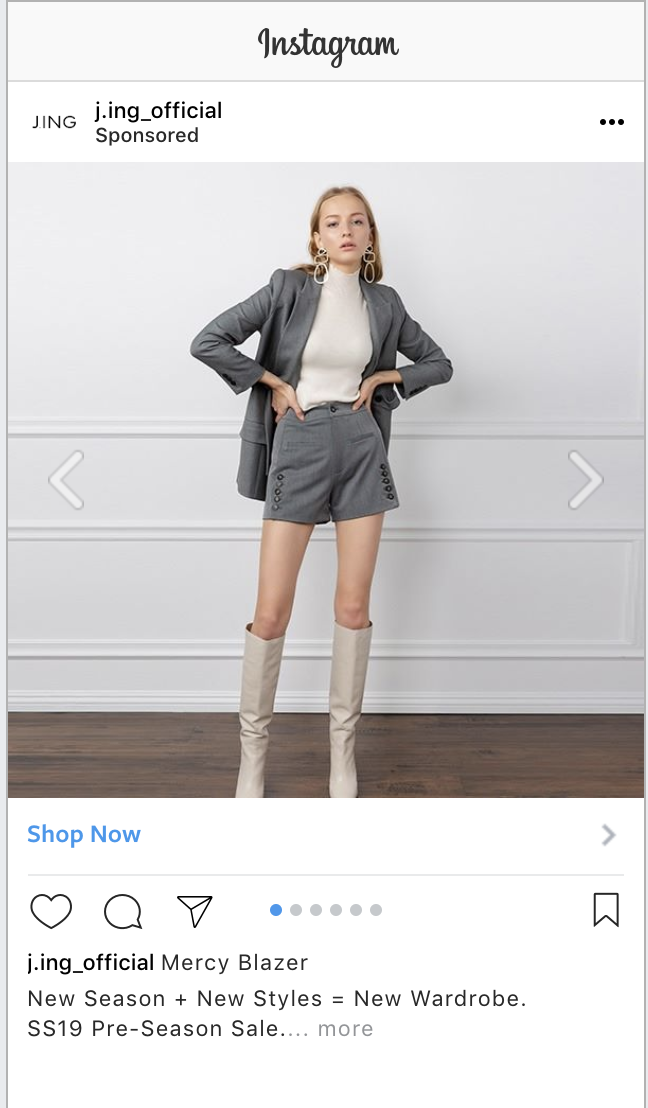 Instagram
J.ING
j.ing_official
Sponsored
Shop Now
j.ing_official Mercy Blazer
New Season + New Styles = New Wardrobe.
SS19 Pre-Season Sale.... more